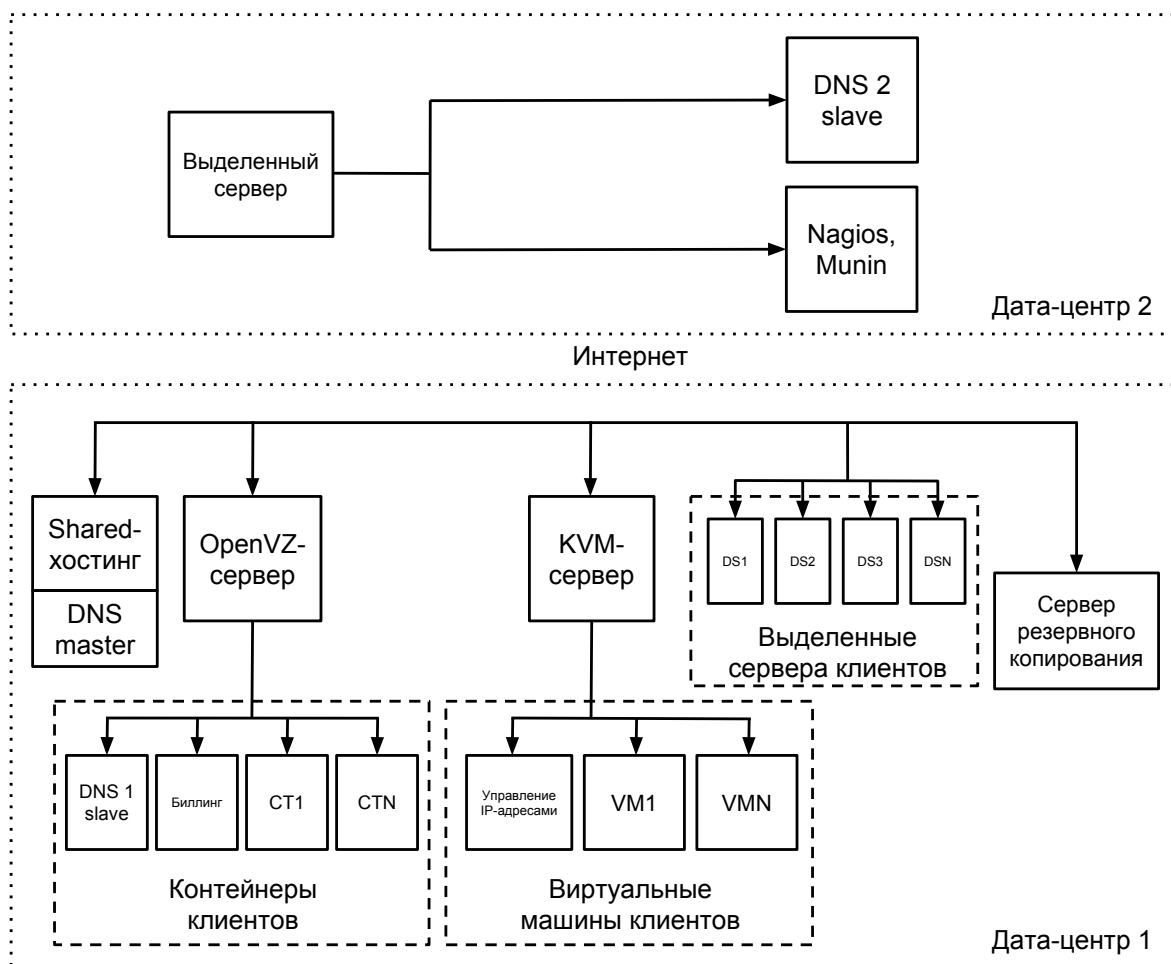 DNS 2
slave
Выделенный
сервер
Nagios,
Munin
Дата-центр 2
Интернет
Shared-
хостинг
DNS
master
OpenVZ-
сервер
KVM-
сервер
DS1
DS2
DS3
DSN
Выделенные
сервера клиентов
Сервер
резервного
копирования
DNS 1
slave
Биллинг
CT1
CTN
Контейнеры
клиентов
Управление
IP-адресами
VM1
VMN
Виртуальные
машины клиентов
Дата-центр 1